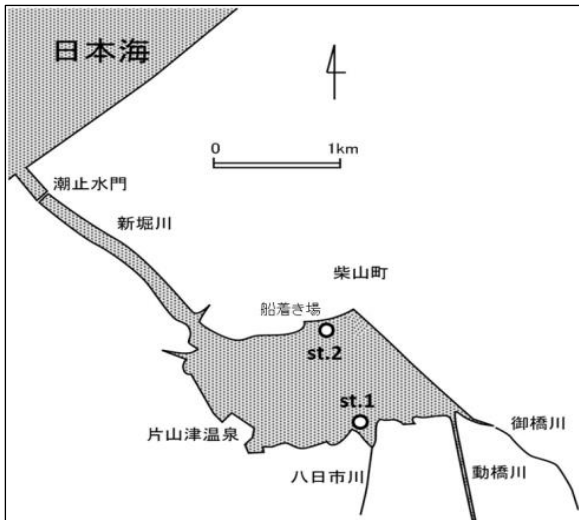 日本海
0 1km
潮止水門
新堀川
柴山町
船着き場
st.2
st.1
片山津温泉
御橋川
八日市川
動橋川